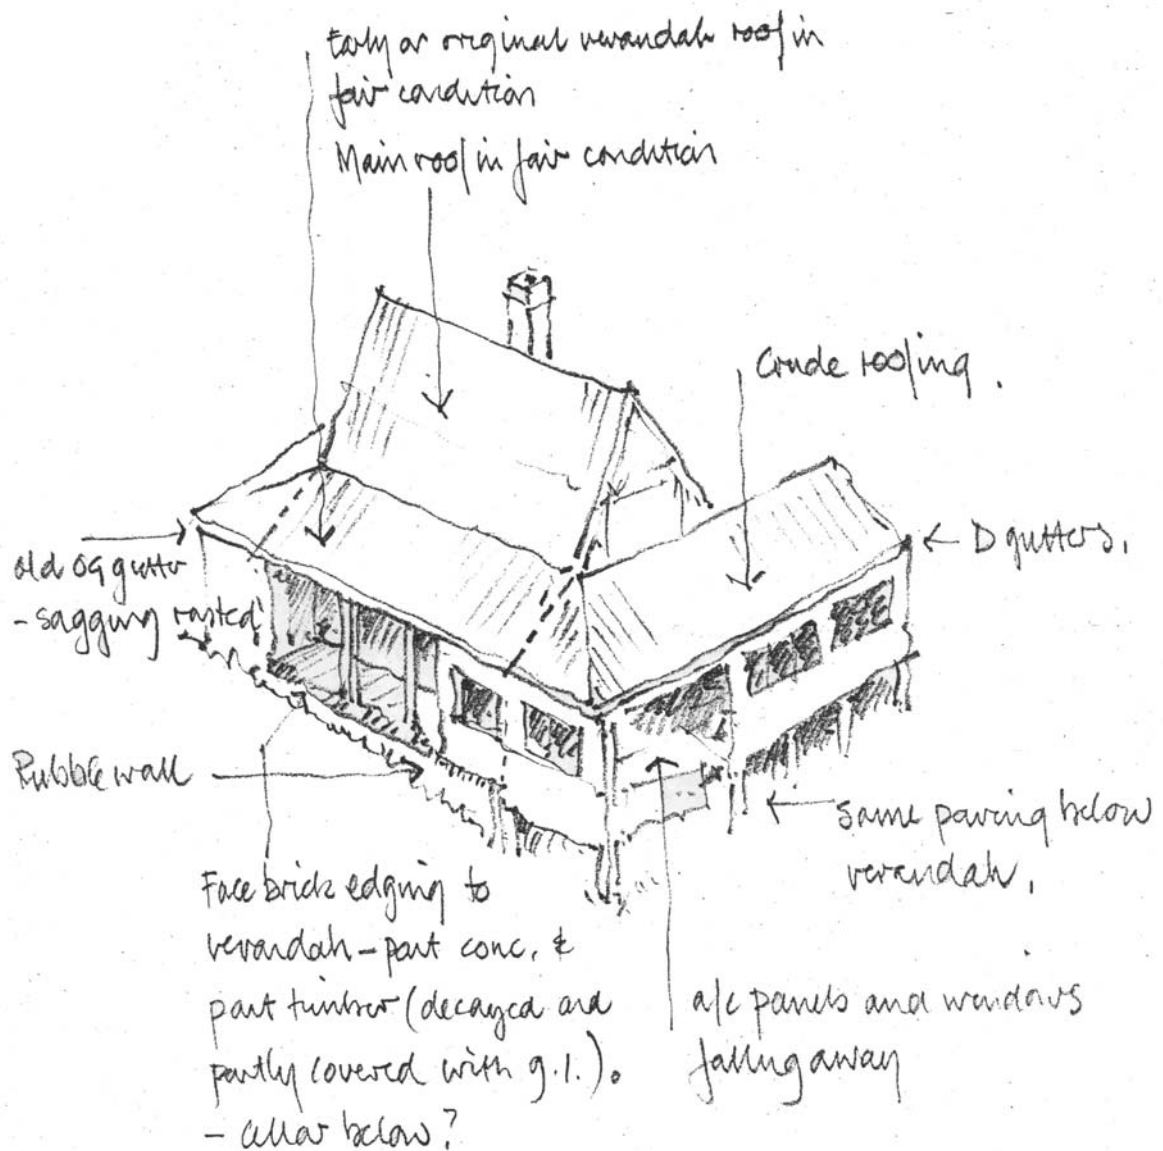 Early or original verandah roof in
fair condition
Main roof in fair condition
Crude roofing .
D gutters.
old OG gutter
- sagging rusted
Rubble wall
some paving below
verandah.
Face brick edging to
verandah - part conc. &
part timber (decayed and
partly covered with g.i.).
- cellar below?
a/c panels and windows
falling away